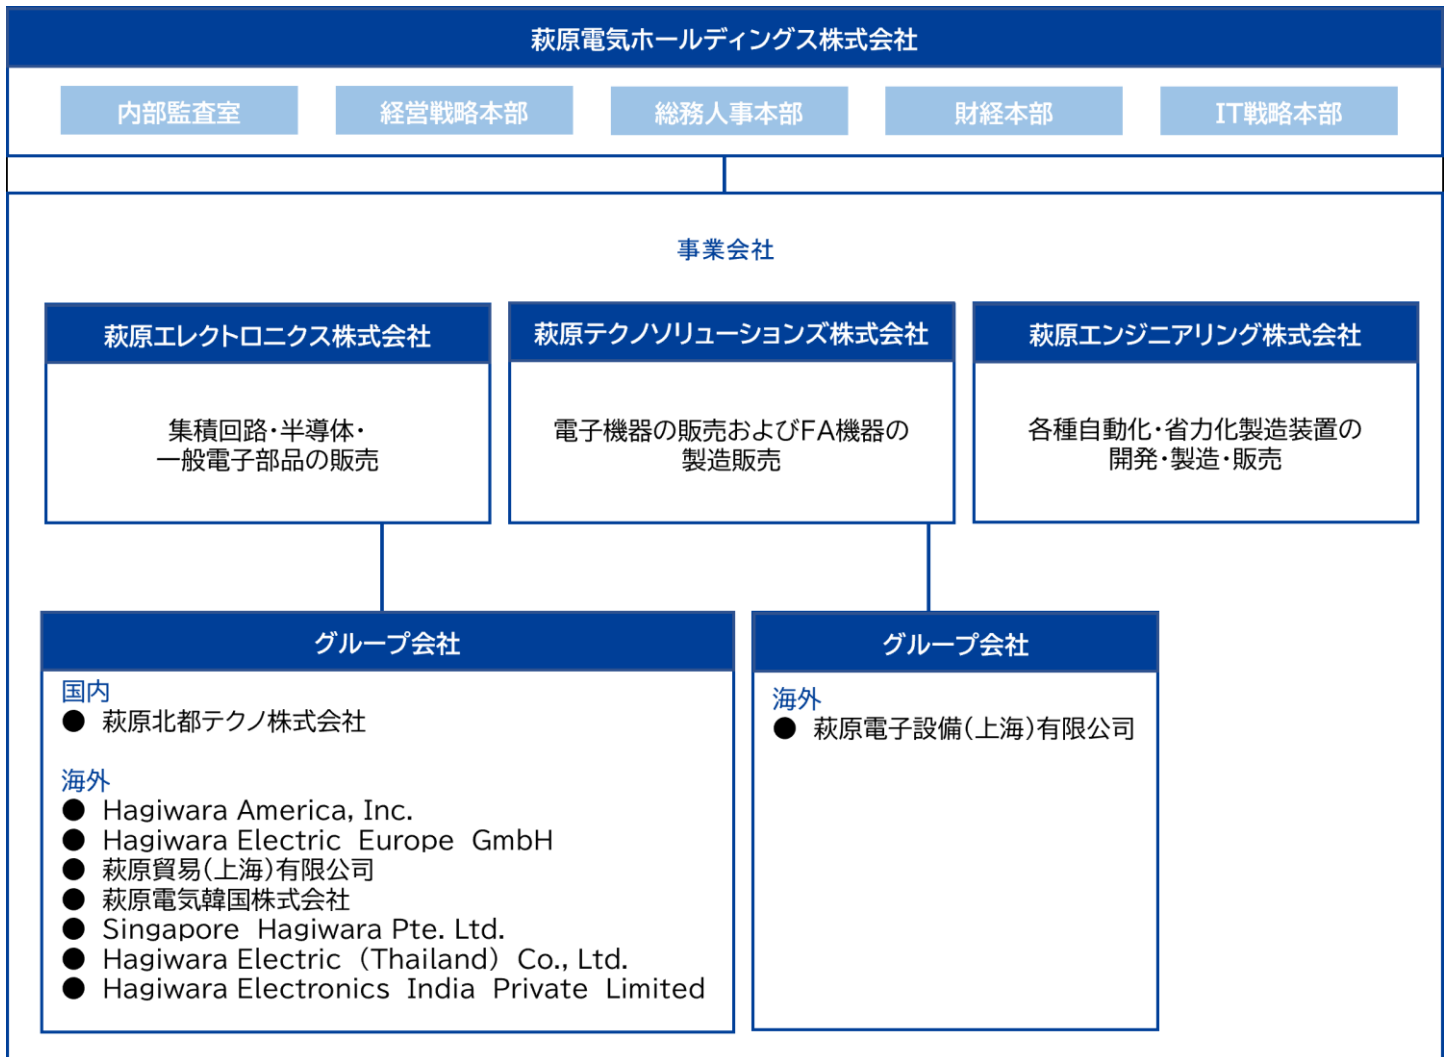 萩原電気ホールディングス株式会社
内部監査室
経営戦略本部
総務人事本部
財経本部
IT戦略本部
事業会社
萩原エレクトロニクス株式会社
集積回路・半導体・
一般電子部品の販売
萩原テクノソリューションズ株式会社
電子機器の販売およびFA機器の
製造販売
萩原エンジニアリング株式会社
各種自動化・省力化製造装置の
開発・製造・販売
グループ会社
国内
● 萩原北都テクノ株式会社
海外
● Hagiwara America, Inc.
● Hagiwara Electric Europe GmbH
● 萩原貿易(上海)有限公司
● 萩原電気韓国株式会社
● Singapore Hagiwara Pte. Ltd.
● Hagiwara Electric (Thailand) Co., Ltd.
● Hagiwara Electronics India Private Limited
グループ会社
海外
● 萩原電子設備(上海)有限公司